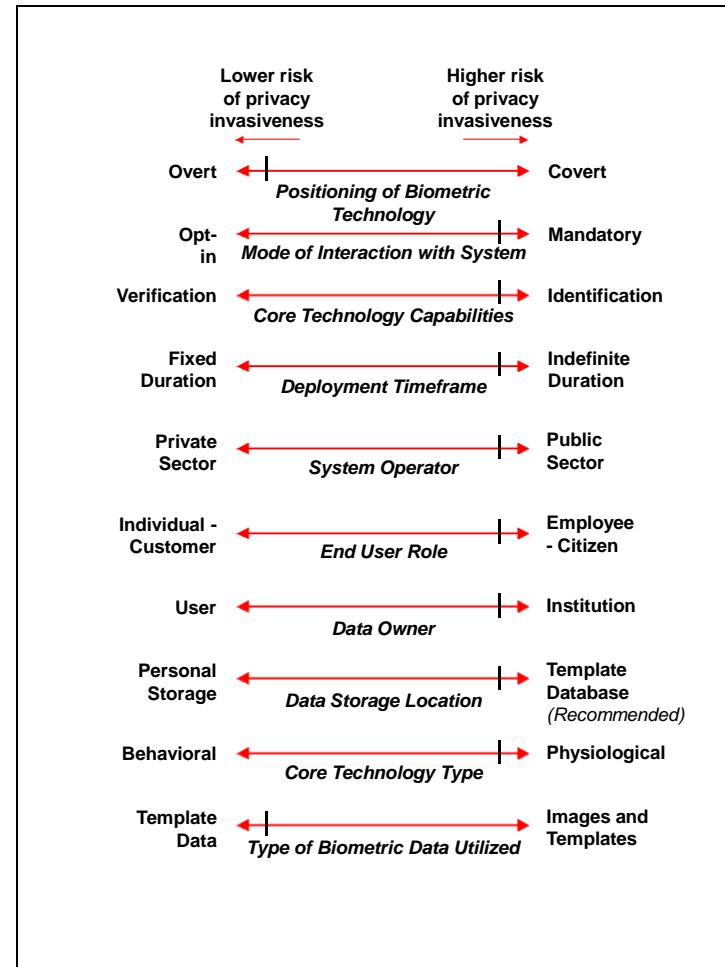 Lower risk
of privacy
invasiveness
Higher risk
of privacy
invasiveness
Overt
Covert
Positioning of Biometric
Technology
Opt-
in
Mandatory
Mode of Interaction with System
Verification
Identification
Core Technology Capabilities
Fixed
Duration
Indefinite
Duration
Deployment Timeframe
Private
Sector
Public
Sector
System Operator
Individual -
Customer
Employee
- Citizen
End User Role
User
Institution
Data Owner
Personal
Storage
Template
Database
(Recommended)
Data Storage Location
Behavioral
Physiological
Core Technology Type
Template
Data
Images and
Templates
Type of Biometric Data Utilized